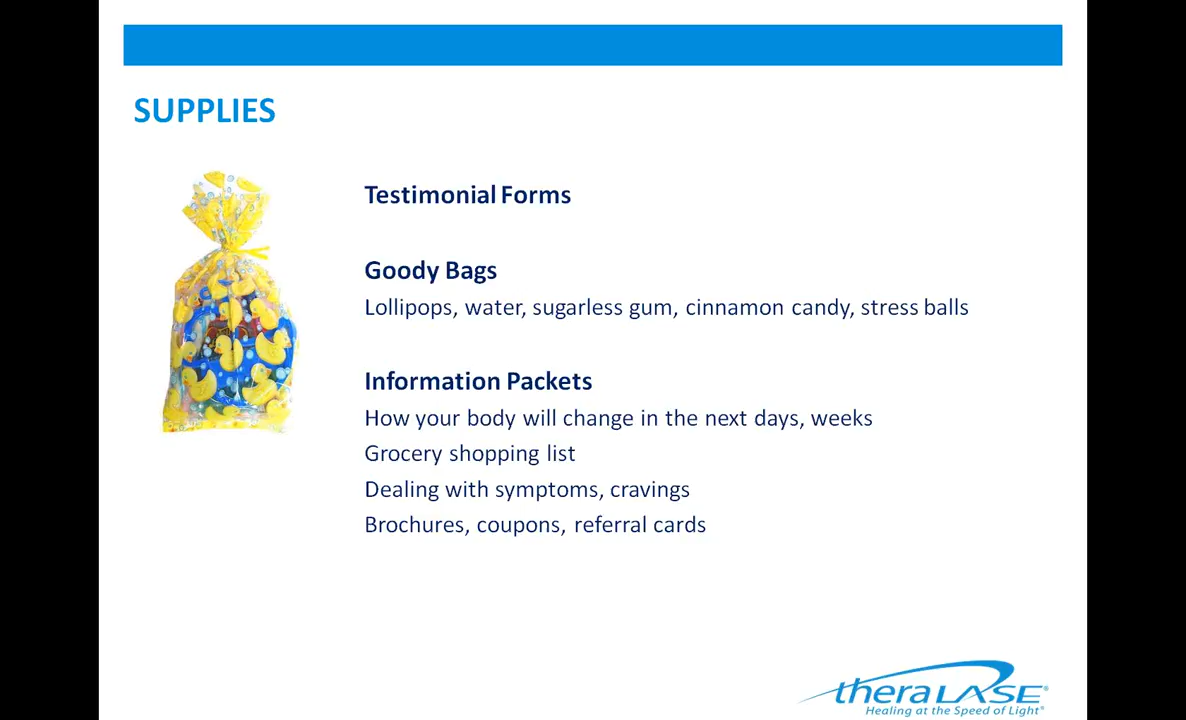 SUPPLIES
Testimonial Forms
Goody Bags
Lollipops, water, sugarless gum, cinnamon candy, stress balls
Information Packets
How your body will change in the next days, weeks
Grocery shopping list
Dealing with symptoms, cravings
Brochures, coupons, referral cards
theraLASE®
Healing at the Speed of Light®